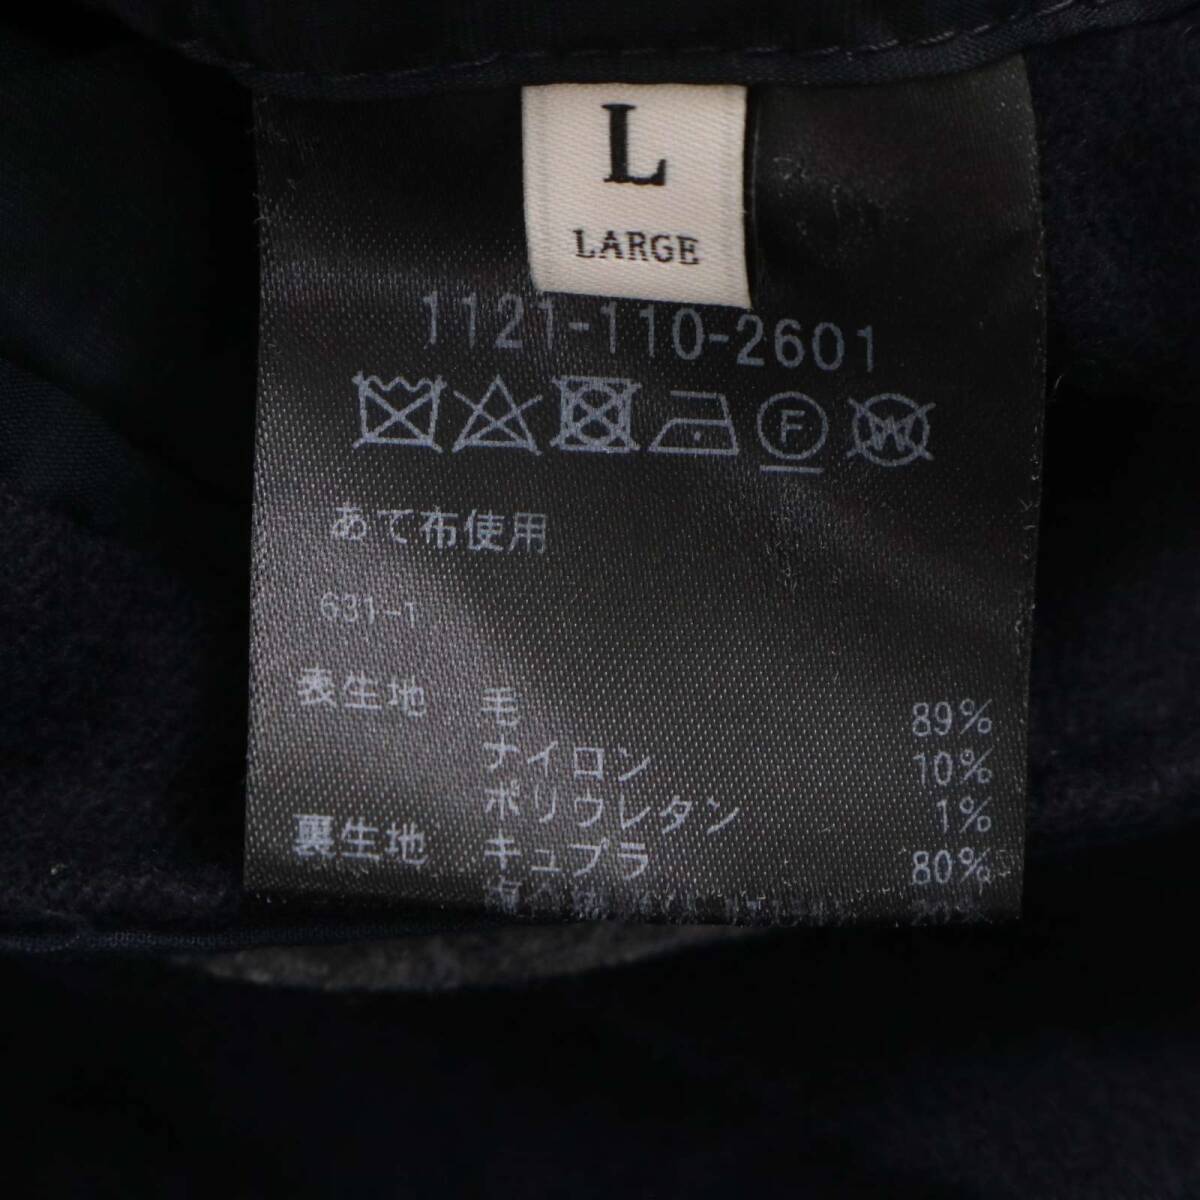 L
LARGE
1121-110-2601
F
W
あて布使用
631-1
表生地 毛 89%
ナイロン 10%
ポリウレタン 1%
裏生地 キュプラ 80%